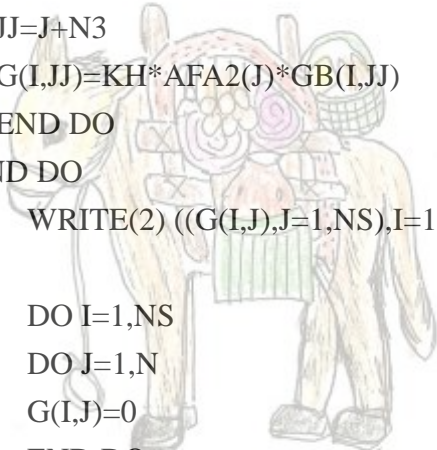 JJ=J+N3
G(I,JJ)=KH*AFA2(J)*GB(I,JJ)
END DO
ND DO
WRITE(2) ((G(I,J),J=1,NS),I=1
DO I=1,NS
DO J=1,N
G(I,J)=0